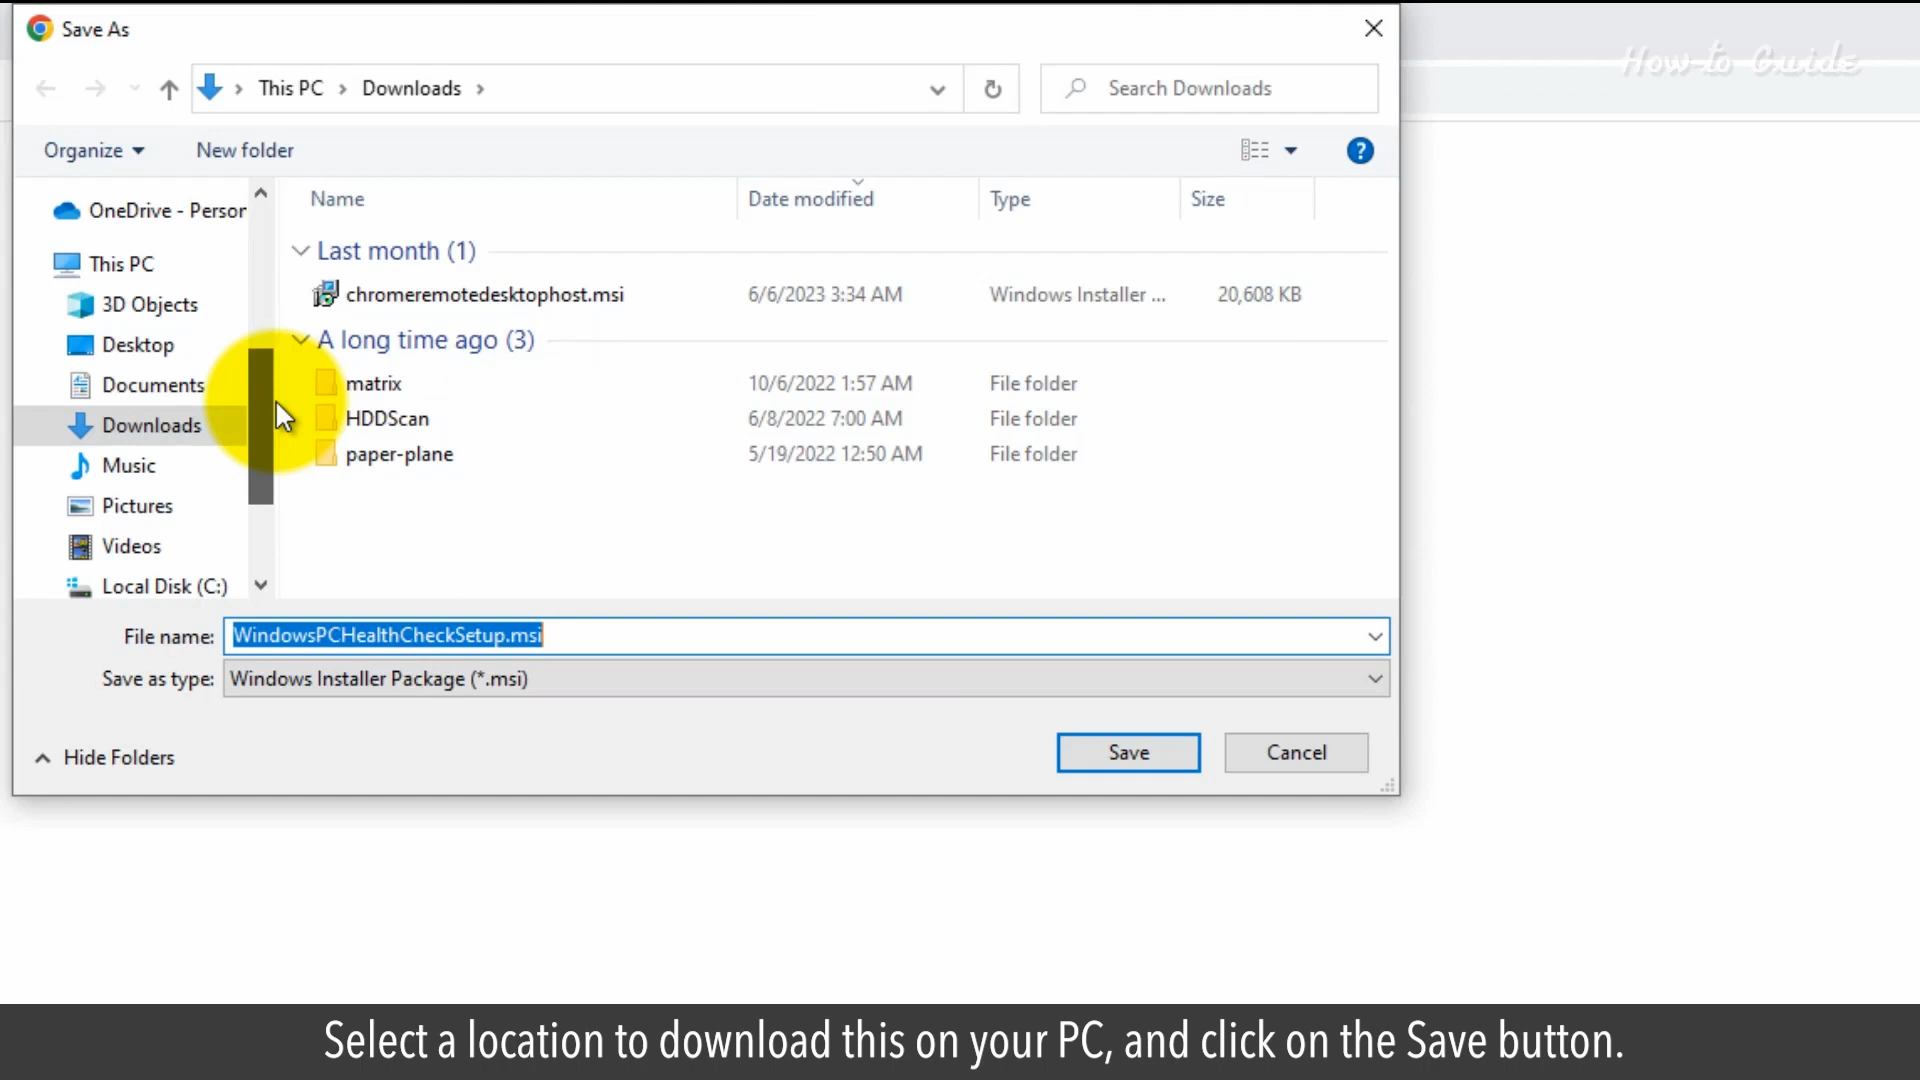 Save As
How-to Guide
This PC
Downloads
Search Downloads
Organize
New folder
?
OneDrive - Person
This PC
3D Objects
Desktop
Documents
Downloads
Music
Pictures
Videos
Local Disk (C:)
Name Date modified Type Size
Last month (1)
chromeremotedesktophost.msi 6/6/2023 3:34 AM Windows Installer ... 20,608 KB
A long time ago (3)
matrix 10/6/2022 1:57 AM File folder
HDDScan 6/8/2022 7:00 AM File folder
paper-plane 5/19/2022 12:50 AM File folder
File name: WindowsPCHealthCheckSetup.msi
Save as type: Windows Installer Package (*.msi)
Hide Folders
Save
Cancel
Select a location to download this on your PC, and click on the Save button.